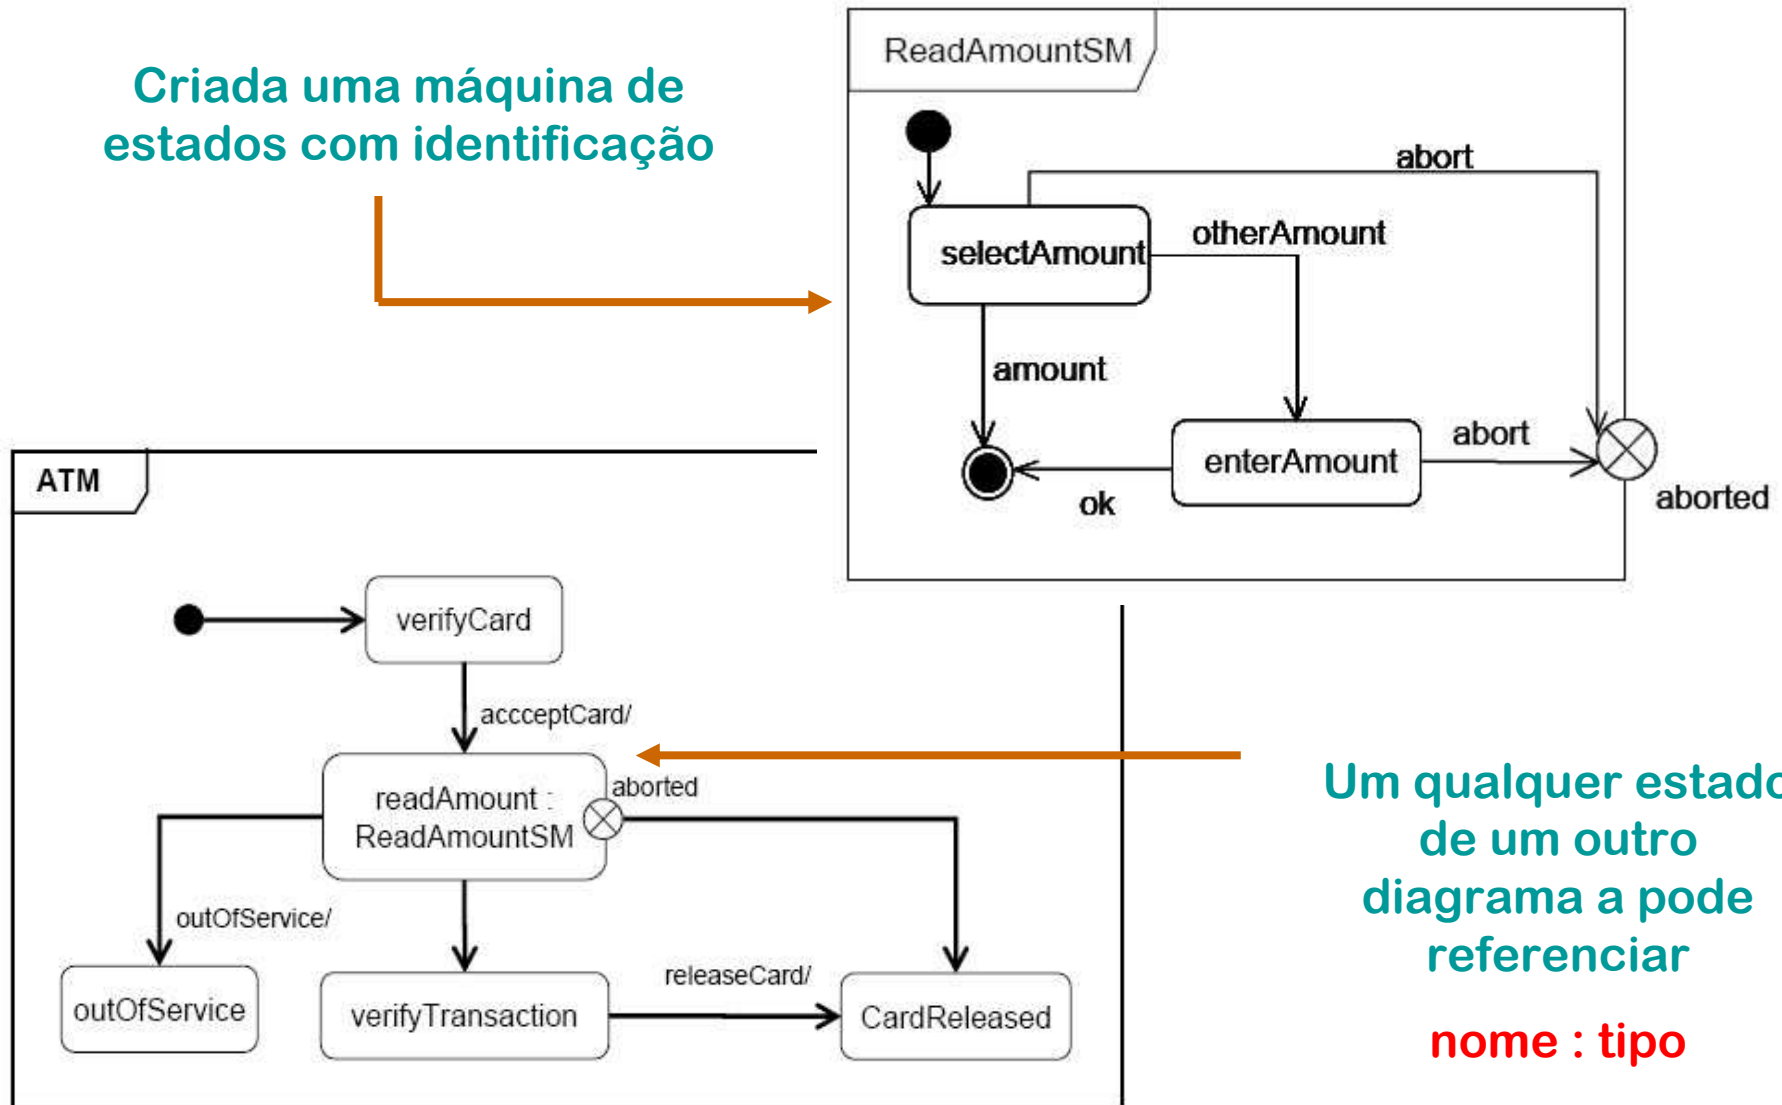 Criada uma máquina de
estados com identificação
ReadAmountSM
abort
selectAmount
otherAmount
amount
enterAmount
abort
ok
aborted
ATM
verifyCard
accceptCard/
readAmount :
ReadAmountSM
aborted
outOfService/
releaseCard/
outOfService
verifyTransaction
CardReleased
Um qualquer estado
de um outro
diagrama a pode
referenciar
nome : tipo